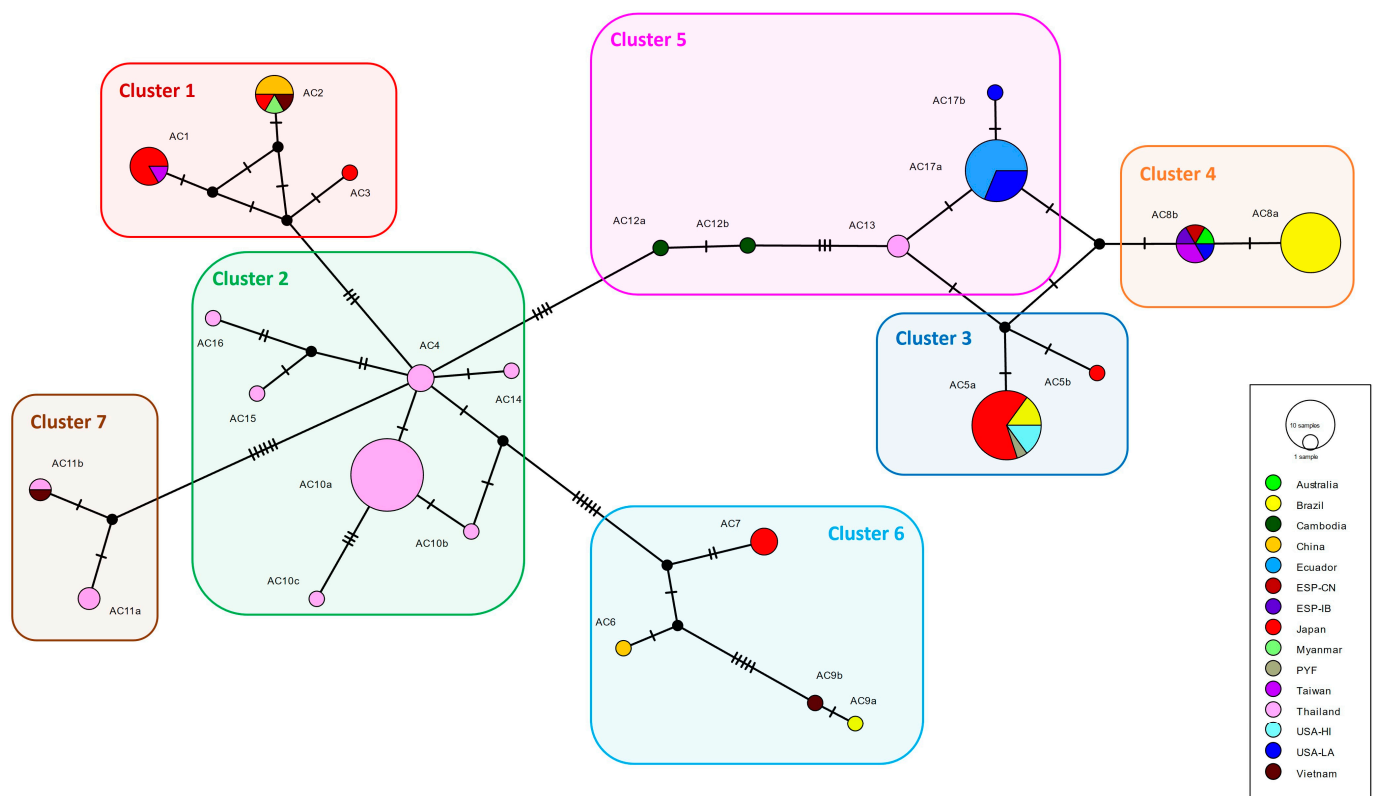 Cluster 5
Cluster 1
AC2
AC1
AC3
AC17b
AC17a
Cluster 4
AC12a
AC12b
AC13
AC8b
AC8a
Cluster 2
AC16
AC15
AC4
AC14
AC10a
AC10b
AC10c
Cluster 3
AC5a
AC5b
Cluster 7
AC11b
AC11a
Cluster 6
AC7
AC6
AC9b
AC9a
10 samples
1 sample
Australia
Brazil
Cambodia
China
Ecuador
ESP-CN
ESP-IB
Japan
Myanmar
PYF
Taiwan
Thailand
USA-HI
USA-LA
Vietnam